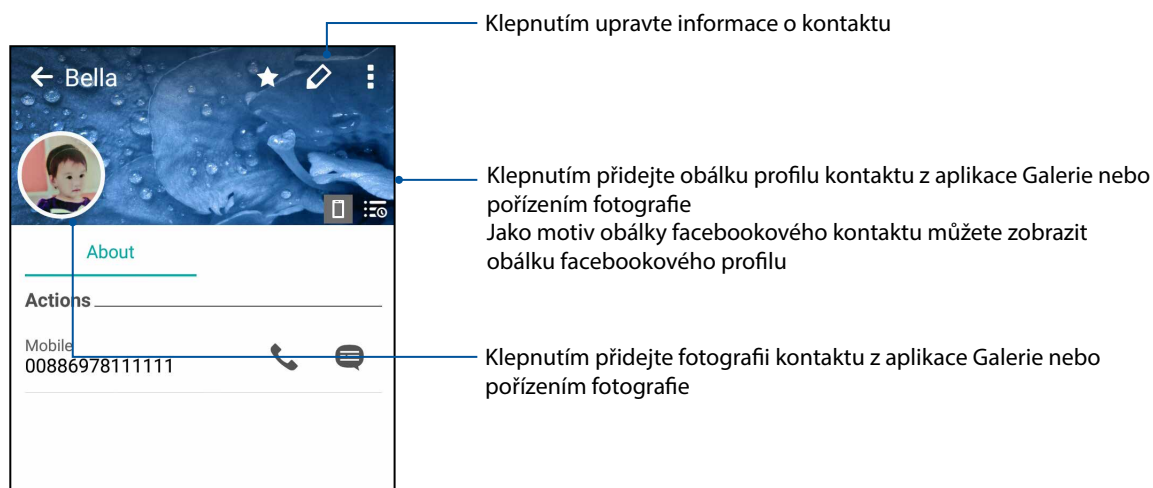 Klepnutím upravte informace o kontaktu
Bella
Klepnutím přidejte obálku profilu kontaktu z aplikace Galerie nebo
pořízením fotografie
Jako motiv obálky facebookového kontaktu můžete zobrazit
obálku facebookového profilu
About
Actions
Mobile
00886978111111
Klepnutím přidejte fotografii kontaktu z aplikace Galerie nebo
pořízením fotografie